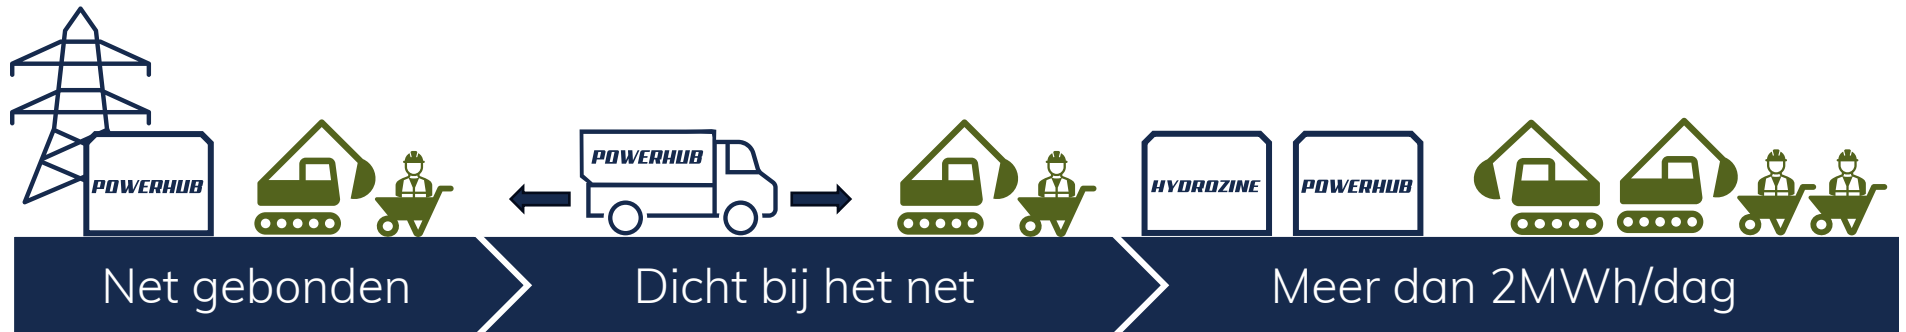 POWERHUB
POWERHUB
HYDROZINE
POWERHUB
Net gebonden
Dicht bij het net
Meer dan 2MWh/dag